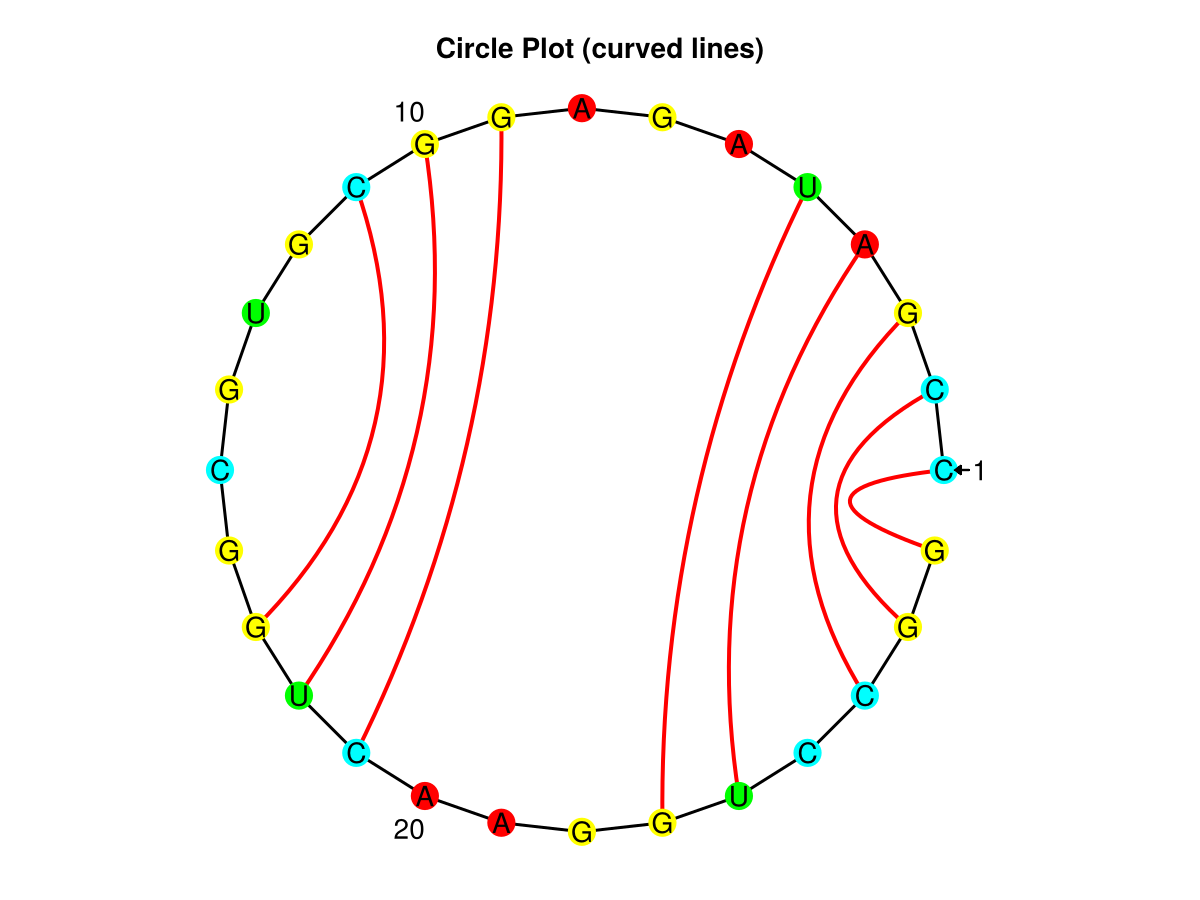 Circle Plot (curved lines)
10 G A G
G A
C U
G A
U G
G C
C C 1
G G
G G
U C
C C
A U
20 A G G